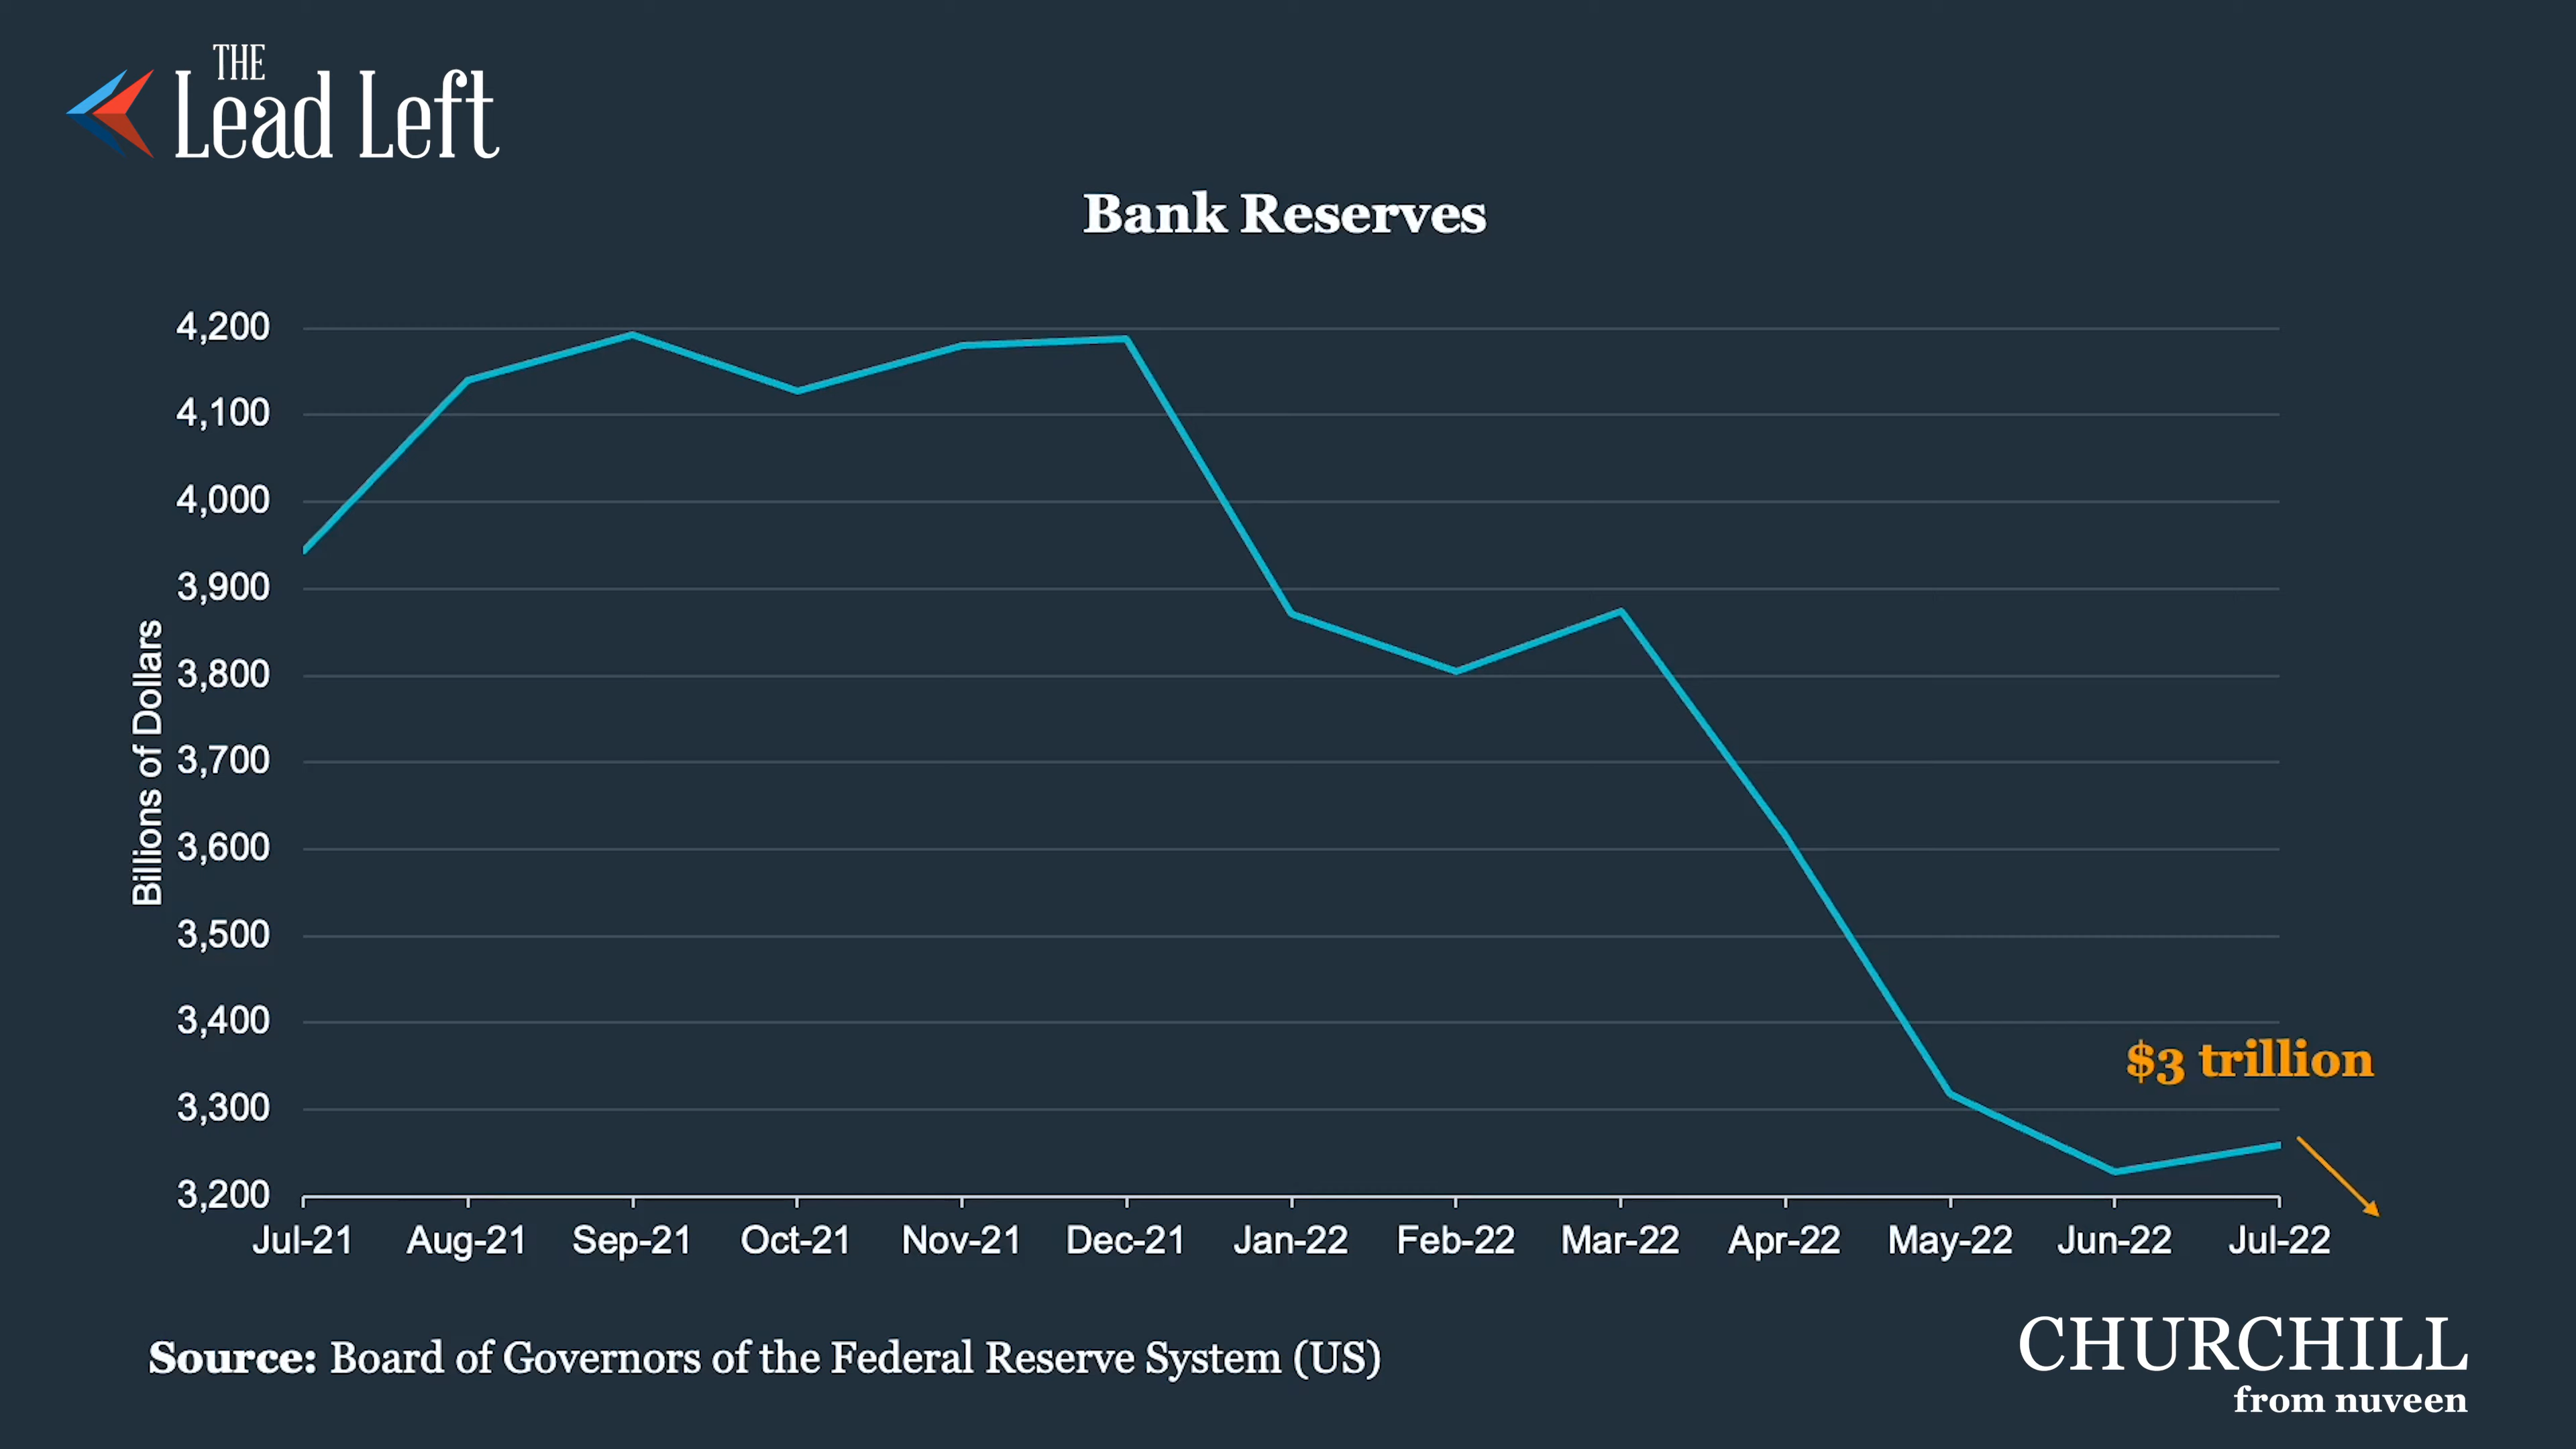 THE
Lead Left
Bank Reserves
4,200
4,100
4,000
3,900
3,800
3,700
3,600
3,500
3,400
3,300
3,200
Billions of Dollars
$3 trillion
Jul-21 Aug-21 Sep-21 Oct-21 Nov-21 Dec-21 Jan-22 Feb-22 Mar-22 Apr-22 May-22 Jun-22 Jul-22
Source: Board of Governors of the Federal Reserve System (US)
CHURCHILL
from nuveen